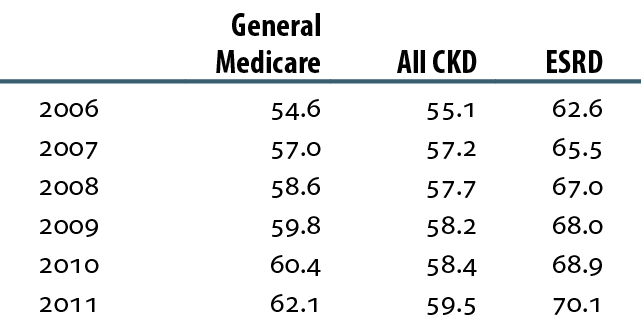 General
Medicare All CKD ESRD
2006 54.6 55.1 62.6
2007 57.0 57.2 65.5
2008 58.6 57.7 67.0
2009 59.8 58.2 68.0
2010 60.4 58.4 68.9
2011 62.1 59.5 70.1